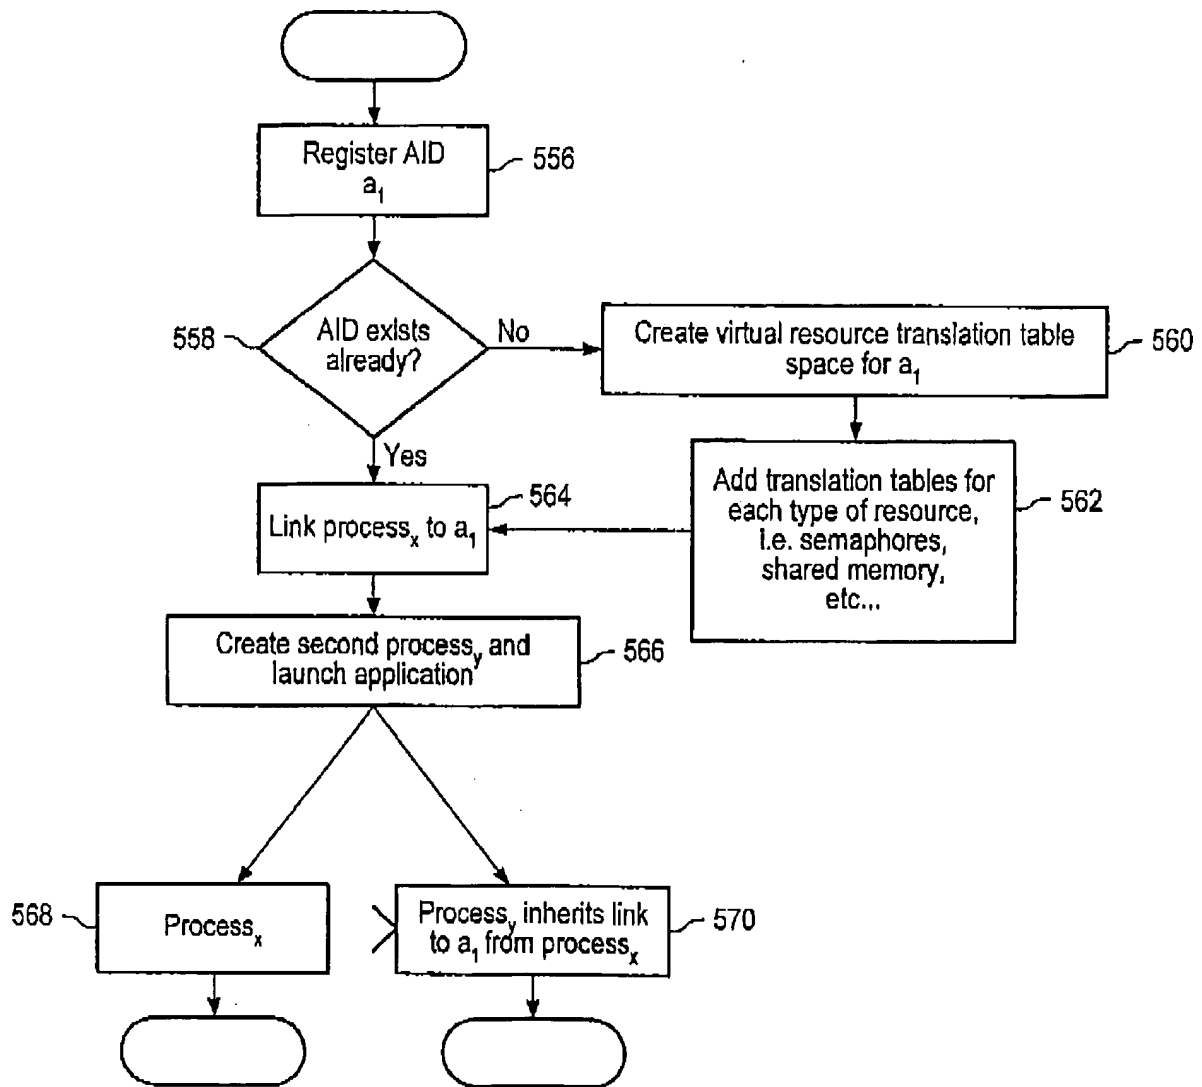 Register AID
a₁
556
558
AID exists
already?
No
Create virtual resource translation table
space for a₁
560
Yes
Add translation tables for
each type of resource,
i.e. semaphores,
shared memory,
etc...
562
564
Link processₓ to a₁
Create second processᵧ and
launch application
566
568
Processₓ
Processᵧ inherits link
to a₁ from processₓ
570